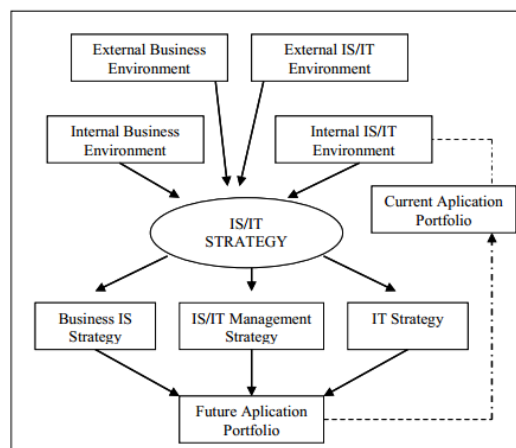 External Business
Environment
External IS/IT
Environment
Internal Business
Environment
Internal IS/IT
Environment
Current Aplication
Portfolio
IS/IT
STRATEGY
Business IS
Strategy
IS/IT Management
Strategy
IT Strategy
Future Aplication
Portfolio